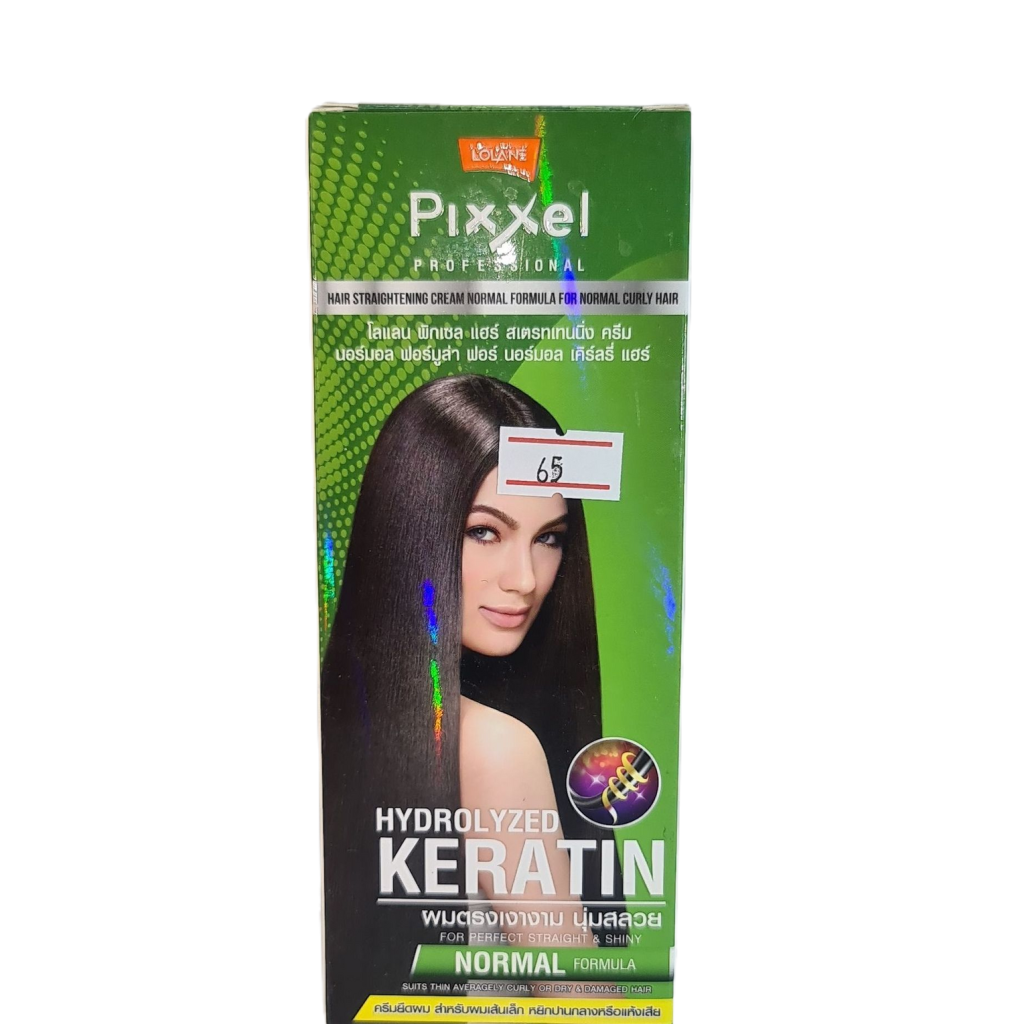 LOLANE
Pixxel
PROFESSIONAL
HAIR STRAIGHTENING CREAM NORMAL FORMULA FOR NORMAL CURLY HAIR
โลแลน พิกเซล แฮร์ สเตรทเทนนิ่ง ครีม
นอร์มอล ฟอร์มูล่า ฟอร์ นอร์มอล เคิร์ลรี่ แฮร์
65
HYDROLYZED
KERATIN
ผมตรงเงางาม นุ่มสลวย
FOR PERFECT STRAIGHT & SHINY
NORMAL FORMULA
SUITS THIN AVERAGELY CURLY OR DRY & DAMAGED HAIR
ครีมยืดผม สำหรับผมเส้นเล็ก หยิกปานกลางหรือแห้งเสีย